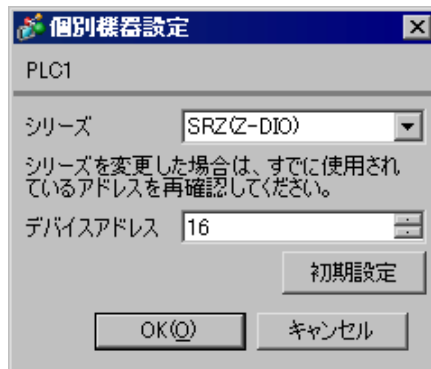 個別機器設定
PLC1
シリーズ SRZ(Z-DIO)
シリーズを変更した場合は、すでに使用され
ているアドレスを再確認してください。
デバイスアドレス 16
初期設定
OK(O) キャンセル